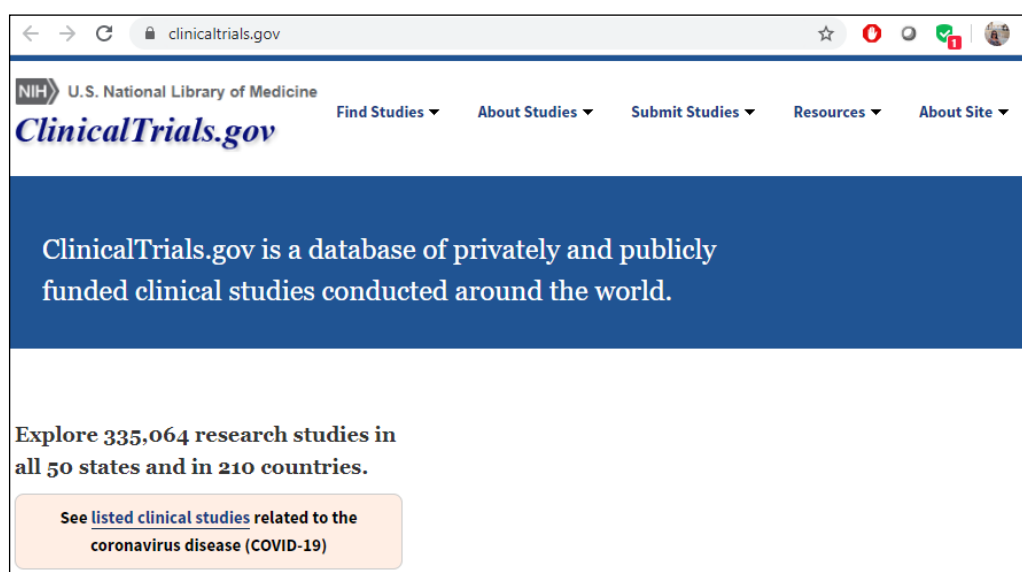 clinicaltrials.gov
1
NIH U.S. National Library of Medicine
ClinicalTrials.gov
Find Studies About Studies Submit Studies Resources About Site
ClinicalTrials.gov is a database of privately and publicly
funded clinical studies conducted around the world.
Explore 335,064 research studies in
all 50 states and in 210 countries.
See listed clinical studies related to the
coronavirus disease (COVID-19)